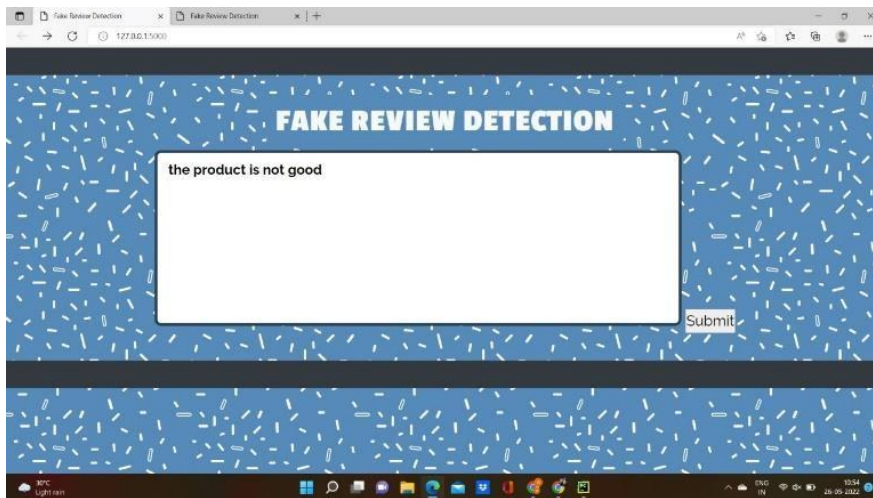 Fake Review Detection
Fake Review Detection
127.0.0.1:5000
FAKE REVIEW DETECTION
the product is not good
Submit
30°C
Light rain
ENG
IN
10:54
26-05-2022